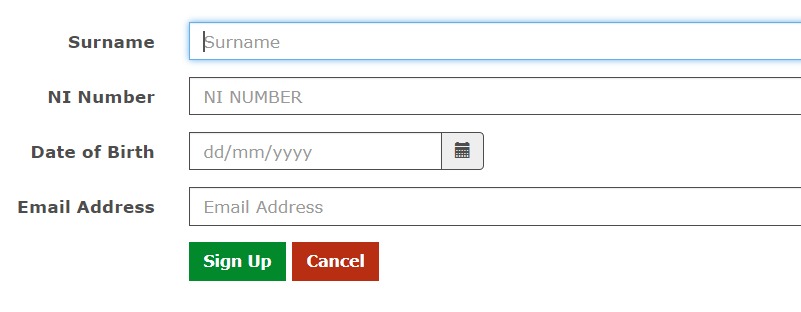 Surname Surname
NI Number NI NUMBER
Date of Birth dd/mm/yyyy
Email Address Email Address
Sign Up Cancel